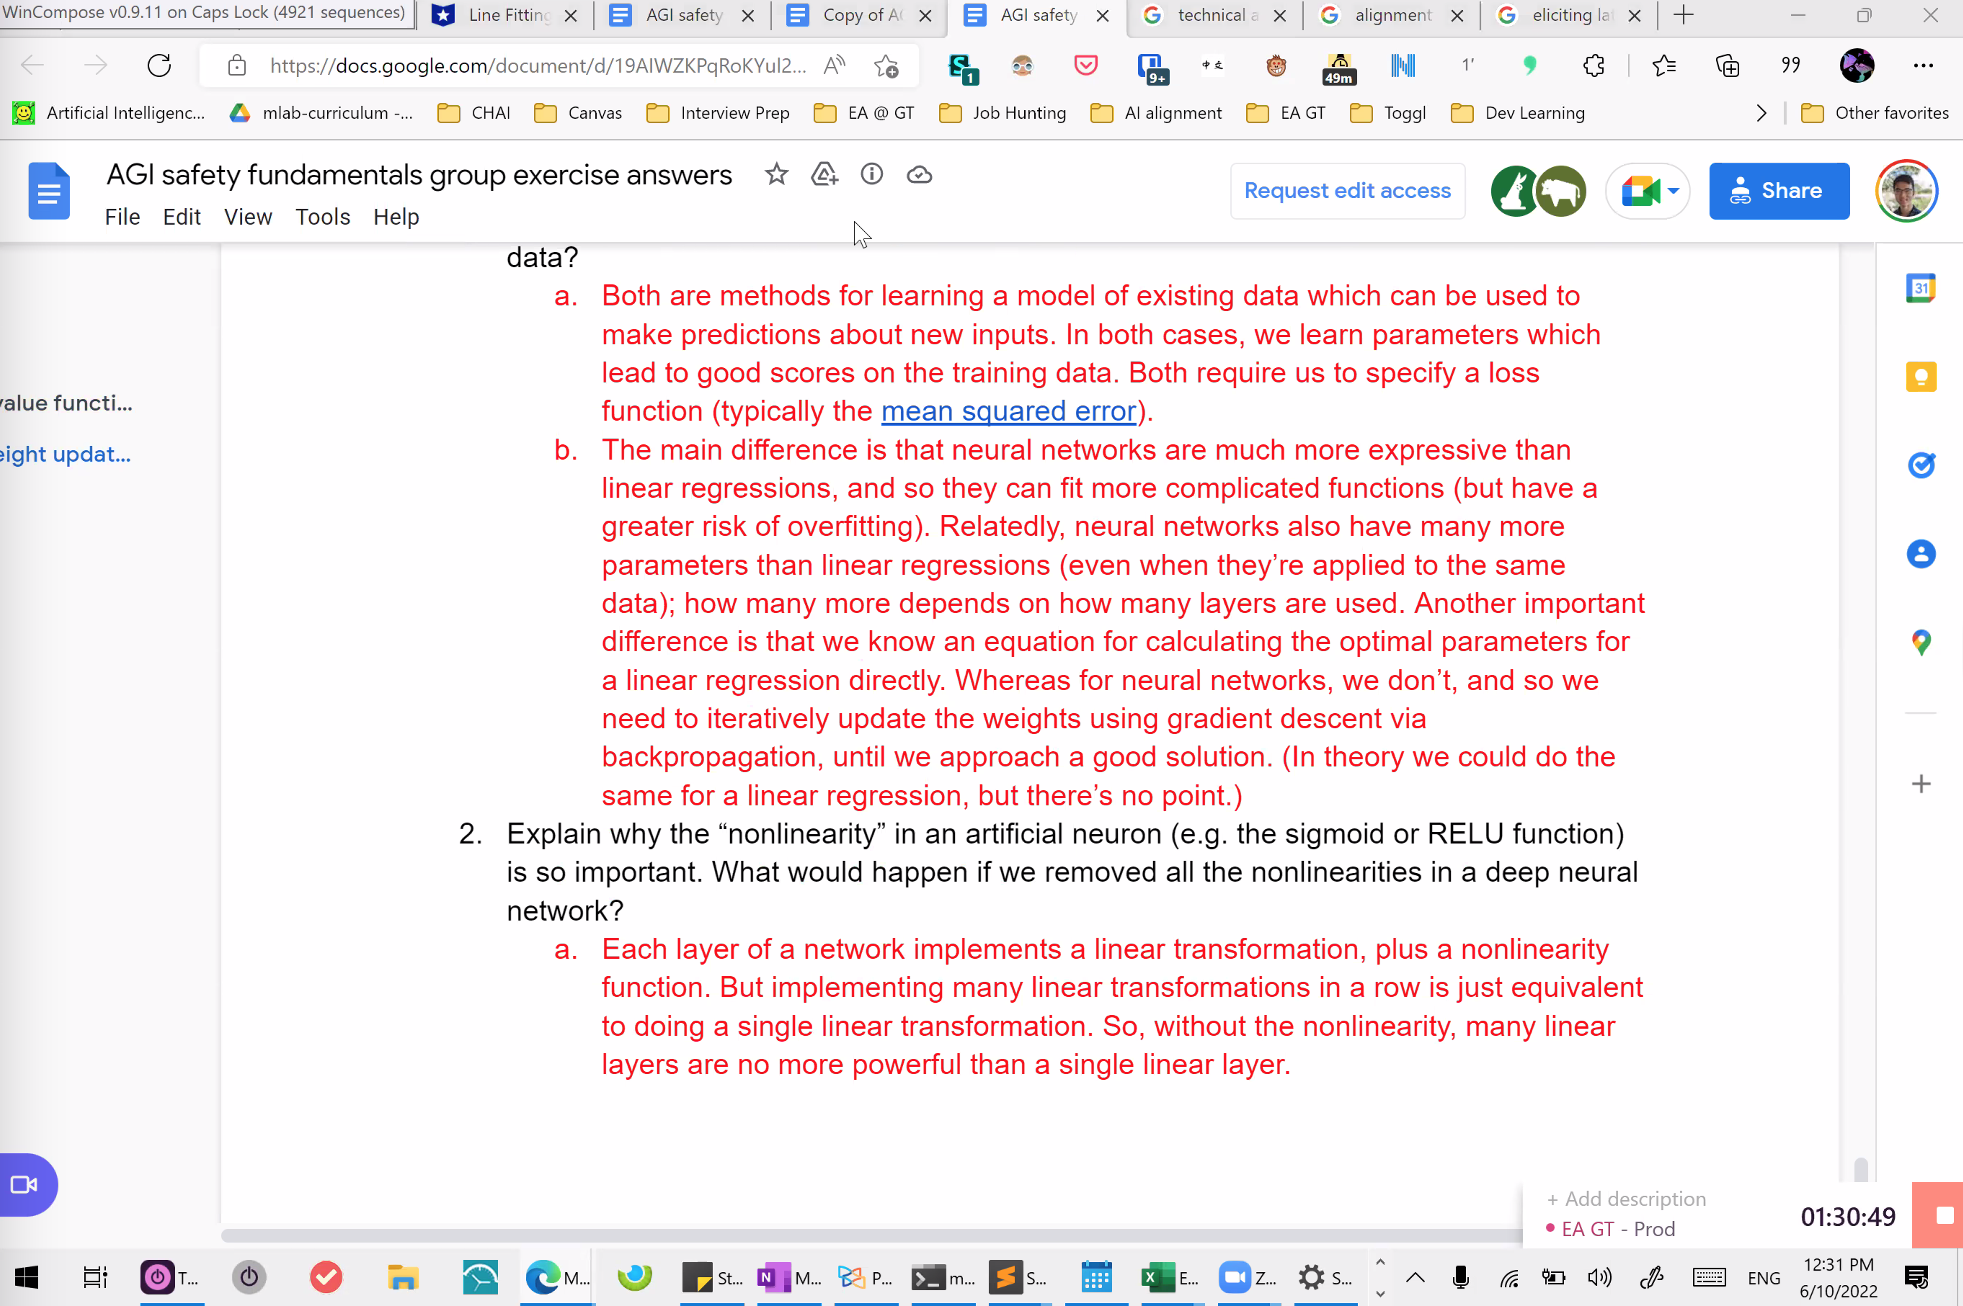 WinCompose v0.9.11 on Caps Lock (4921 sequences)
Line Fitting
AGI safety
Copy of AG
AGI safety
technical a
alignment
eliciting la
https://docs.google.com/document/d/19AIWZKPqRoKYul2...
1
9+
49m
Artificial Intelligenc...
mlab-curriculum -...
CHAI
Canvas
Interview Prep
EA @ GT
Job Hunting
AI alignment
EA GT
Toggl
Dev Learning
Other favorites
AGI safety fundamentals group exercise answers
File Edit View Tools Help
Request edit access
Share
alue functi...
eight updat...
data?
a. Both are methods for learning a model of existing data which can be used to
make predictions about new inputs. In both cases, we learn parameters which
lead to good scores on the training data. Both require us to specify a loss
function (typically the mean squared error).
b. The main difference is that neural networks are much more expressive than
linear regressions, and so they can fit more complicated functions (but have a
greater risk of overfitting). Relatedly, neural networks also have many more
parameters than linear regressions (even when they’re applied to the same
data); how many more depends on how many layers are used. Another important
difference is that we know an equation for calculating the optimal parameters for
a linear regression directly. Whereas for neural networks, we don’t, and so we
need to iteratively update the weights using gradient descent via
backpropagation, until we approach a good solution. (In theory we could do the
same for a linear regression, but there’s no point.)
2. Explain why the “nonlinearity” in an artificial neuron (e.g. the sigmoid or RELU function)
is so important. What would happen if we removed all the nonlinearities in a deep neural
network?
a. Each layer of a network implements a linear transformation, plus a nonlinearity
function. But implementing many linear transformations in a row is just equivalent
to doing a single linear transformation. So, without the nonlinearity, many linear
layers are no more powerful than a single linear layer.
31
+ Add description
EA GT - Prod
01:30:49
T...
M...
St...
M...
P...
m...
S...
E...
Z...
S...
ENG
12:31 PM
6/10/2022